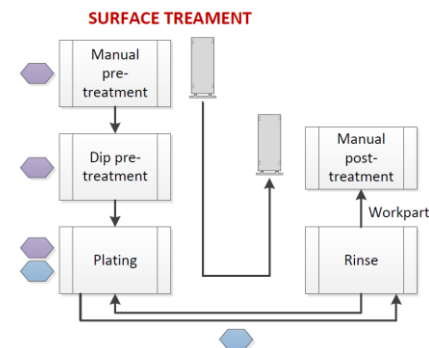 SURFACE TREAMENT
Manual
pre-
treatment
Dip pre-
treatment
Plating
Manual
post-
treatment
Workpart
Rinse